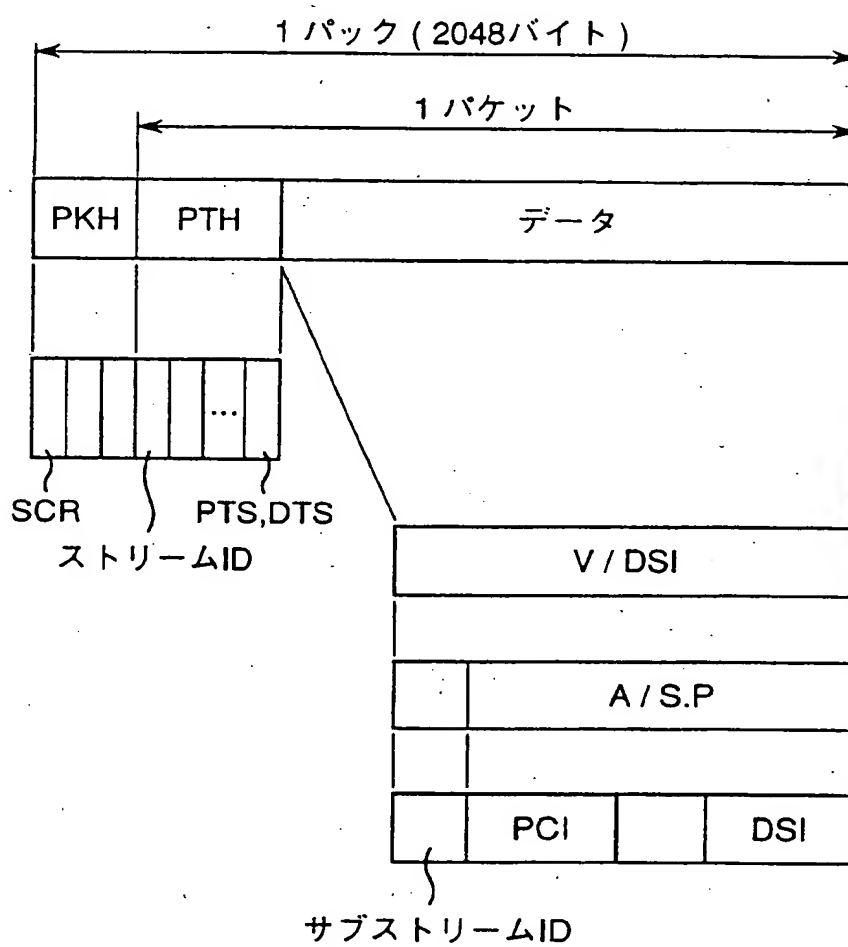 1 パック ( 2048バイト )
1 パケット
PKH
PTH
データ
...
SCR
PTS,DTS
ストリームID
V / DSI
A / S.P
PCI
DSI
サブストリームID